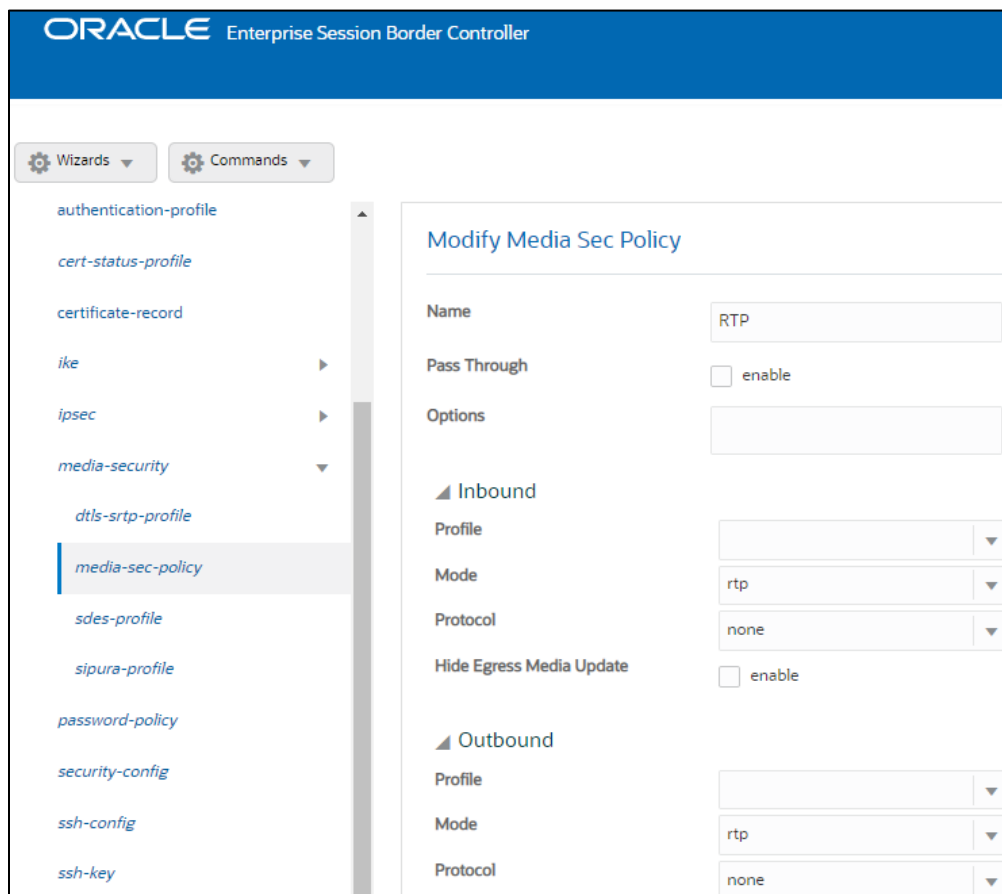 ORACLE Enterprise Session Border Controller
Wizards
Commands
authentication-profile
cert-status-profile
certificate-record
ike
ipsec
media-security
dtls-srtp-profile
media-sec-policy
sdes-profile
sipura-profile
password-policy
security-config
ssh-config
ssh-key
Modify Media Sec Policy
Name
RTP
Pass Through
enable
Options
Inbound
Profile
Mode
rtp
Protocol
none
Hide Egress Media Update
enable
Outbound
Profile
Mode
rtp
Protocol
none